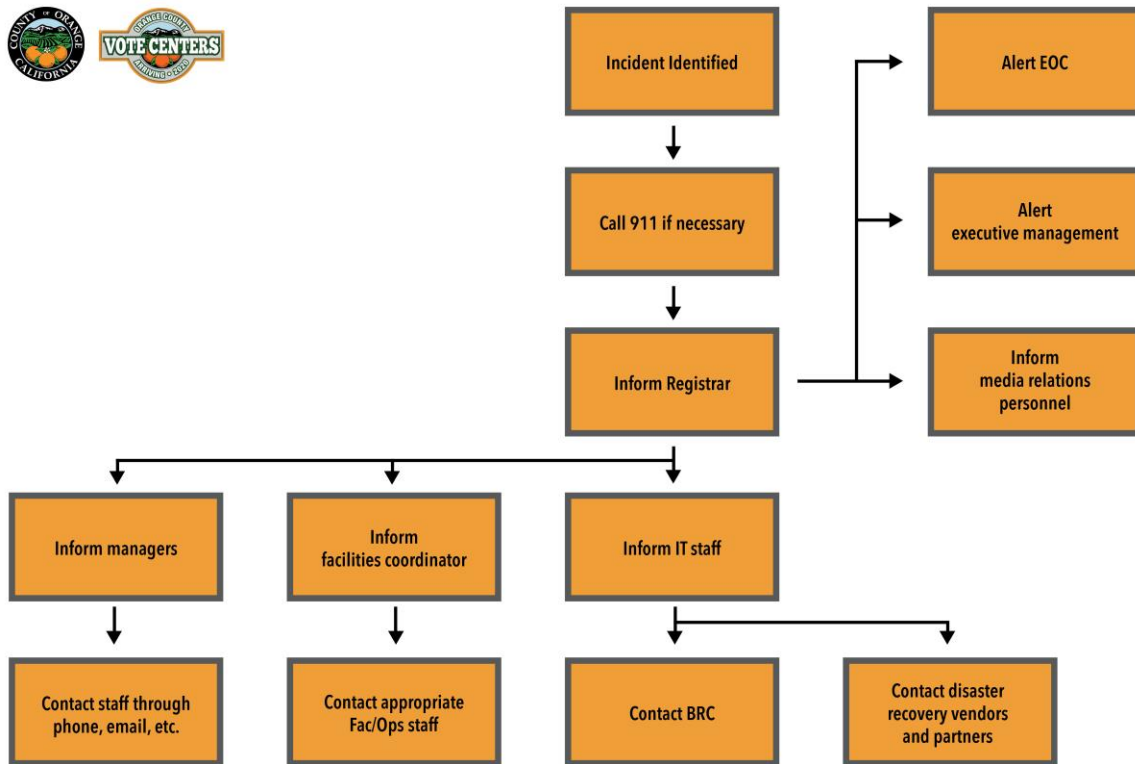 COUNTY OF ORANGE
CALIFORNIA
ORANGE COUNTY
VOTE CENTERS
ARRIVING • 2020
Incident Identified
Alert EOC
Call 911 if necessary
Alert
executive management
Inform Registrar
Inform
media relations
personnel
Inform managers
Inform
facilities coordinator
Inform IT staff
Contact staff through
phone, email, etc.
Contact appropriate
Fac/Ops staff
Contact BRC
Contact disaster
recovery vendors
and partners